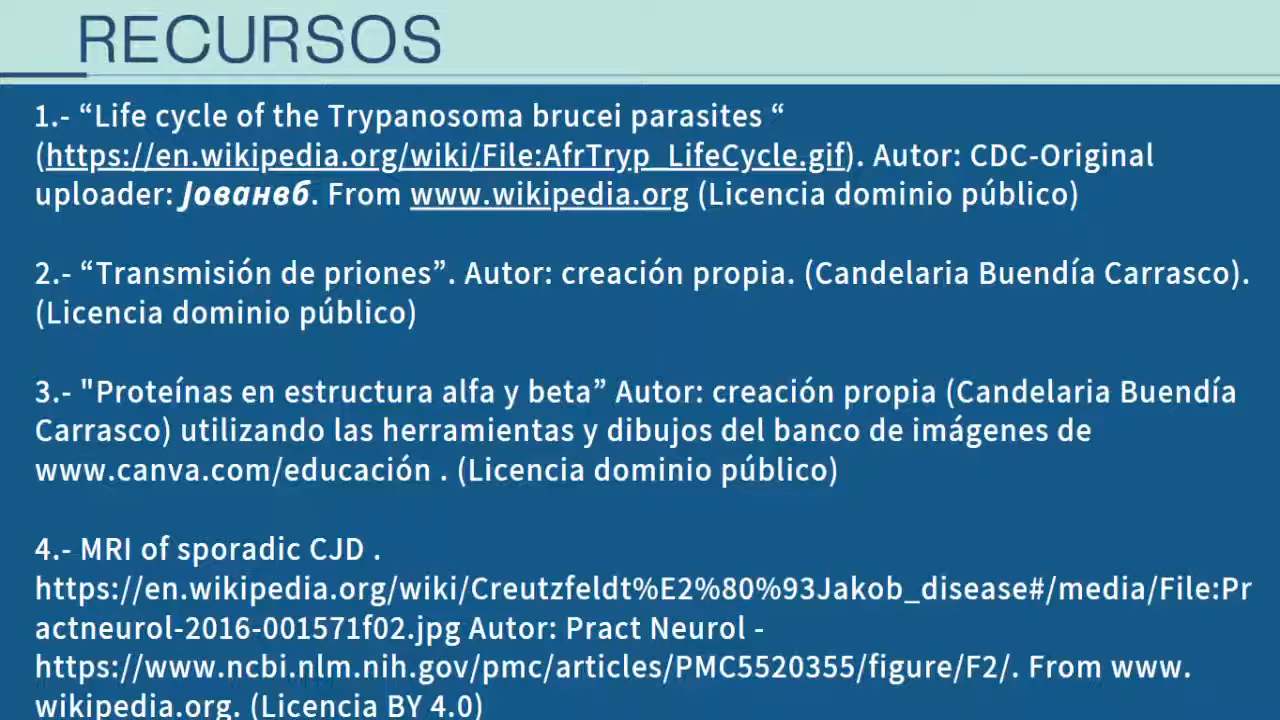 RECURSOS
1.- “Life cycle of the Trypanosoma brucei parasites “
(https://en.wikipedia.org/wiki/File:AfrTryp_LifeCycle.gif). Autor: CDC-Original
uploader: Јованвб. From www.wikipedia.org (Licencia dominio público)
2.- “Transmisión de priones”. Autor: creación propia. (Candelaria Buendía Carrasco).
(Licencia dominio público)
3.- "Proteínas en estructura alfa y beta” Autor: creación propia (Candelaria Buendía
Carrasco) utilizando las herramientas y dibujos del banco de imágenes de
www.canva.com/educación . (Licencia dominio público)
4.- MRI of sporadic CJD .
https://en.wikipedia.org/wiki/Creutzfeldt%E2%80%93Jakob_disease#/media/File:Pr
actneurol-2016-001571f02.jpg Autor: Pract Neurol -
https://www.ncbi.nlm.nih.gov/pmc/articles/PMC5520355/figure/F2/. From www.
wikipedia.org. (Licencia BY 4.0)